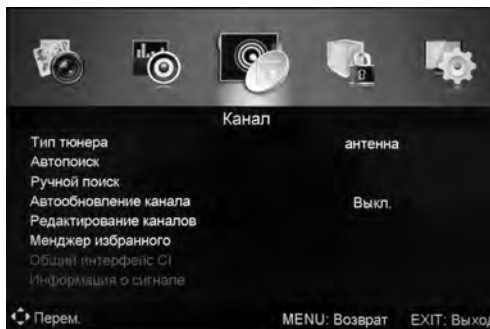 Канал
Тип тюнера антенна
Автопоиск
Ручной поиск
Автообновление канала Выкл.
Редактирование каналов
Менджер избранного
Общий интерфейс CI
Информация о сигнале
Перем. MENU: Возврат EXIT: Выход